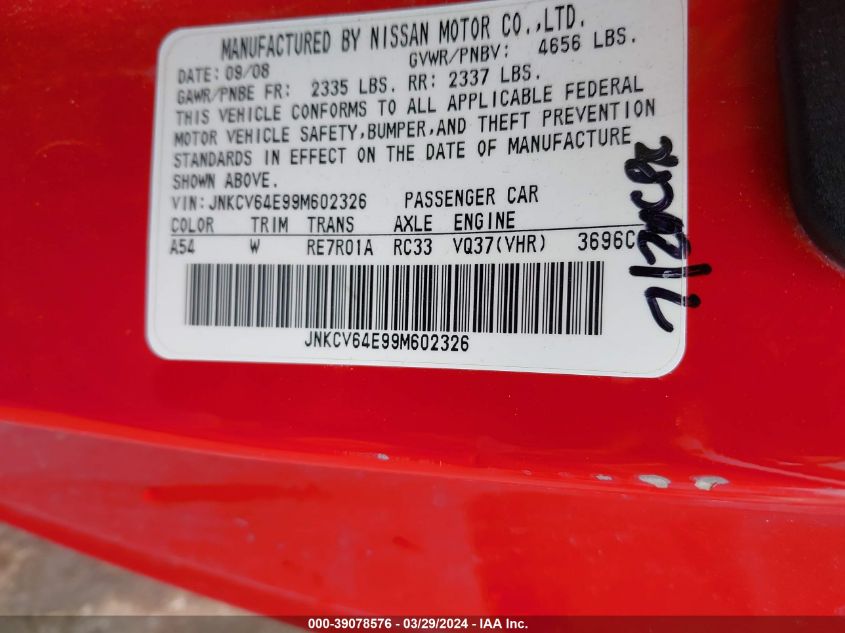 MANUFACTURED BY NISSAN MOTOR CO.,LTD.
GVWR/PNBV: 4656 LBS.
DATE: 09/08
GAWR/PNBE FR: 2335 LBS. RR: 2337 LBS.
THIS VEHICLE CONFORMS TO ALL APPLICABLE FEDERAL
MOTOR VEHICLE SAFETY,BUMPER,AND THEFT PREVENTION
STANDARDS IN EFFECT ON THE DATE OF MANUFACTURE
SHOWN ABOVE.
VIN:JNKCV64E99M602326 PASSENGER CAR
COLOR TRIM TRANS AXLE ENGINE
A54 W RE7R01A RC33 VQ37(VHR) 3696C
JNKCV64E99M602326
000-39078576 - 03/29/2024 - IAA Inc.